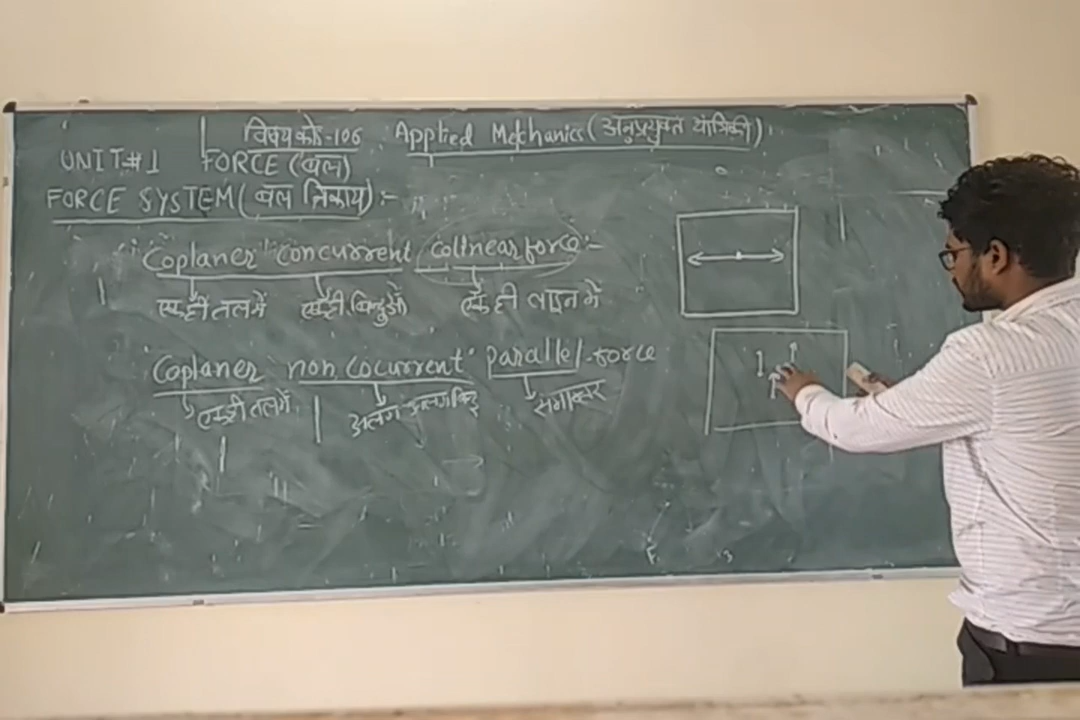 विषय कोड-106 Applied Mechanics (अनुप्रयुक्त यांत्रिकी)
UNIT#1 FORCE (बल)
FORCE SYSTEM (बल निकाय) :-
Coplaner concurrent colinear force :-
एक ही तल में एक ही बिन्दुओ एक ही लाइन में
"Coplaner non cocurrent" parallel force
एक ही तल में अलग अलग बिन्दु समान्तर
F